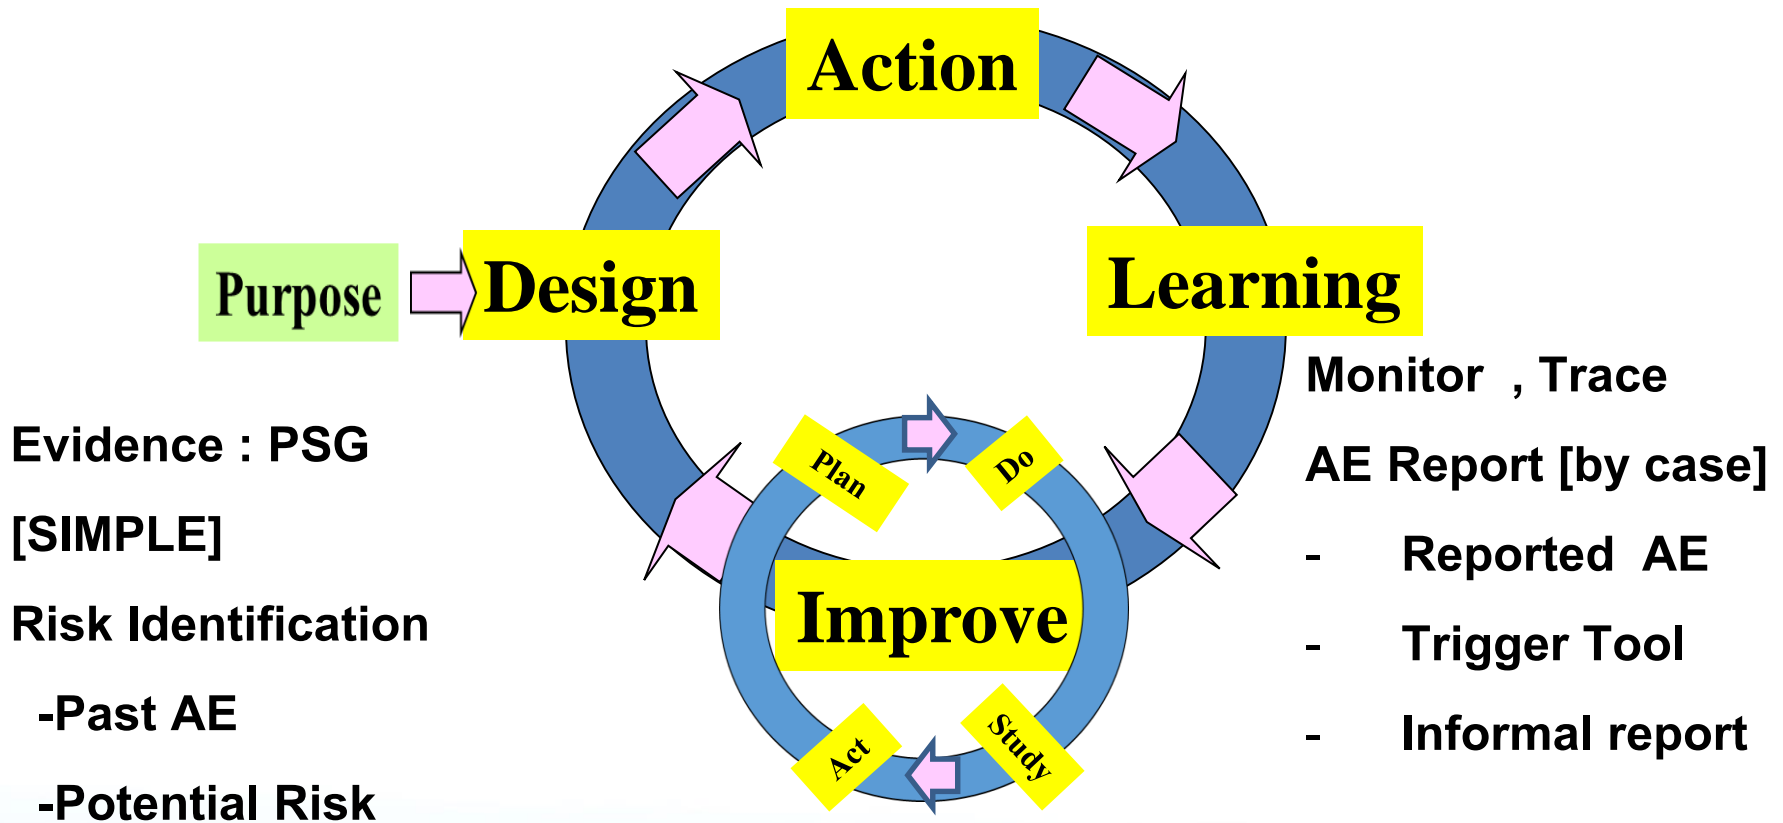 Action
Purpose
Design
Learning
Evidence : PSG
[SIMPLE]
Risk Identification
-Past AE
-Potential Risk
Plan
Do
Improve
Act
Study
Monitor , Trace
AE Report [by case]
- Reported AE
- Trigger Tool
- Informal report